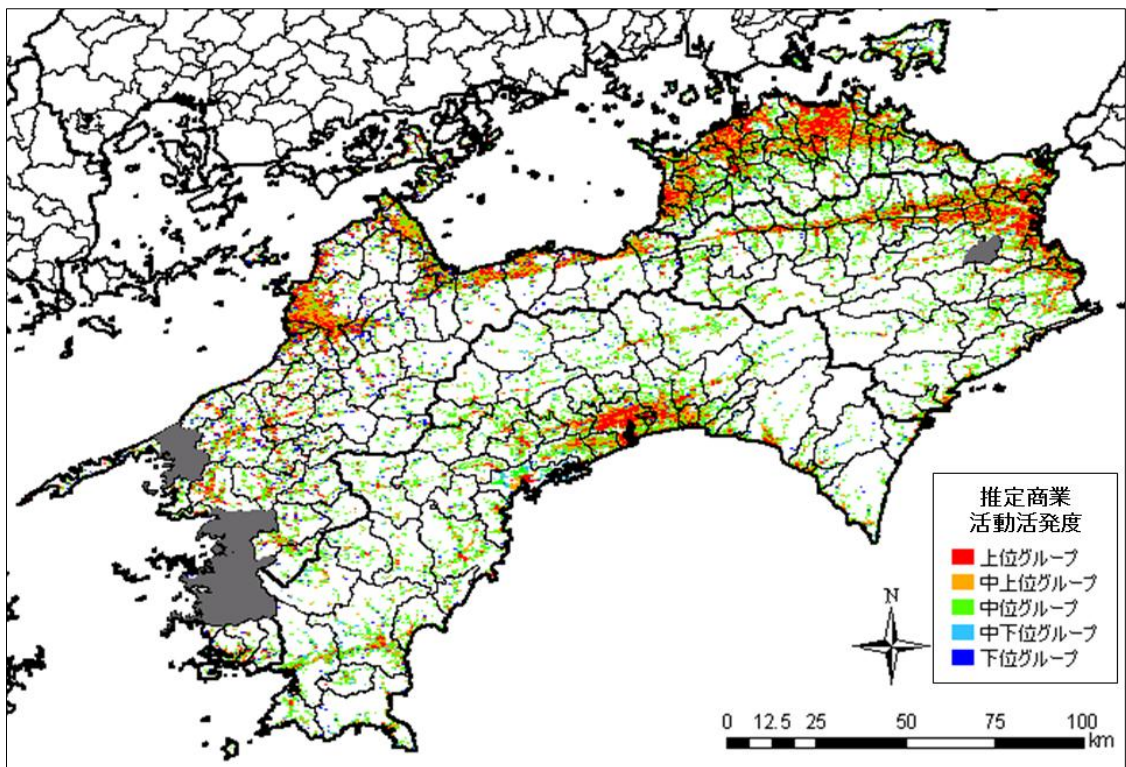 推定商業
活動活発度
上位グループ
中上位グループ
中位グループ
中下位グループ
下位グループ
N
0 12.5 25 50 75 100
km